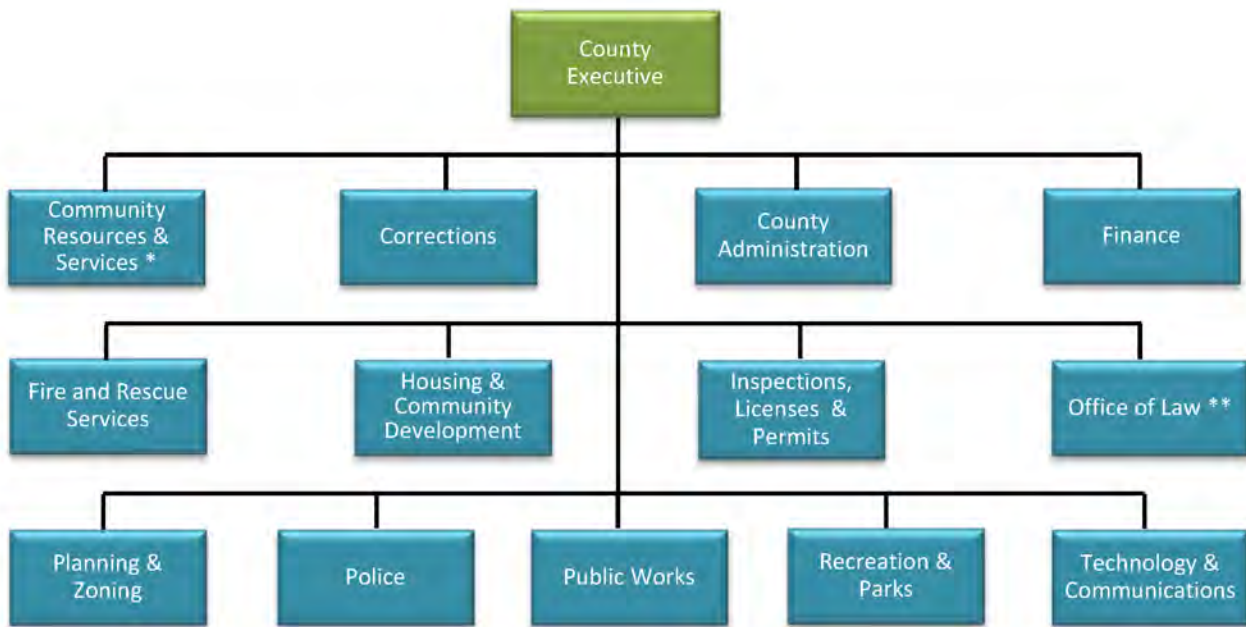 County
Executive
Community
Resources &
Services *
Corrections
County
Administration
Finance
Fire and Rescue
Services
Housing &
Community
Development
Inspections,
Licenses &
Permits
Office of Law **
Planning &
Zoning
Police
Public Works
Recreation &
Parks
Technology &
Communications